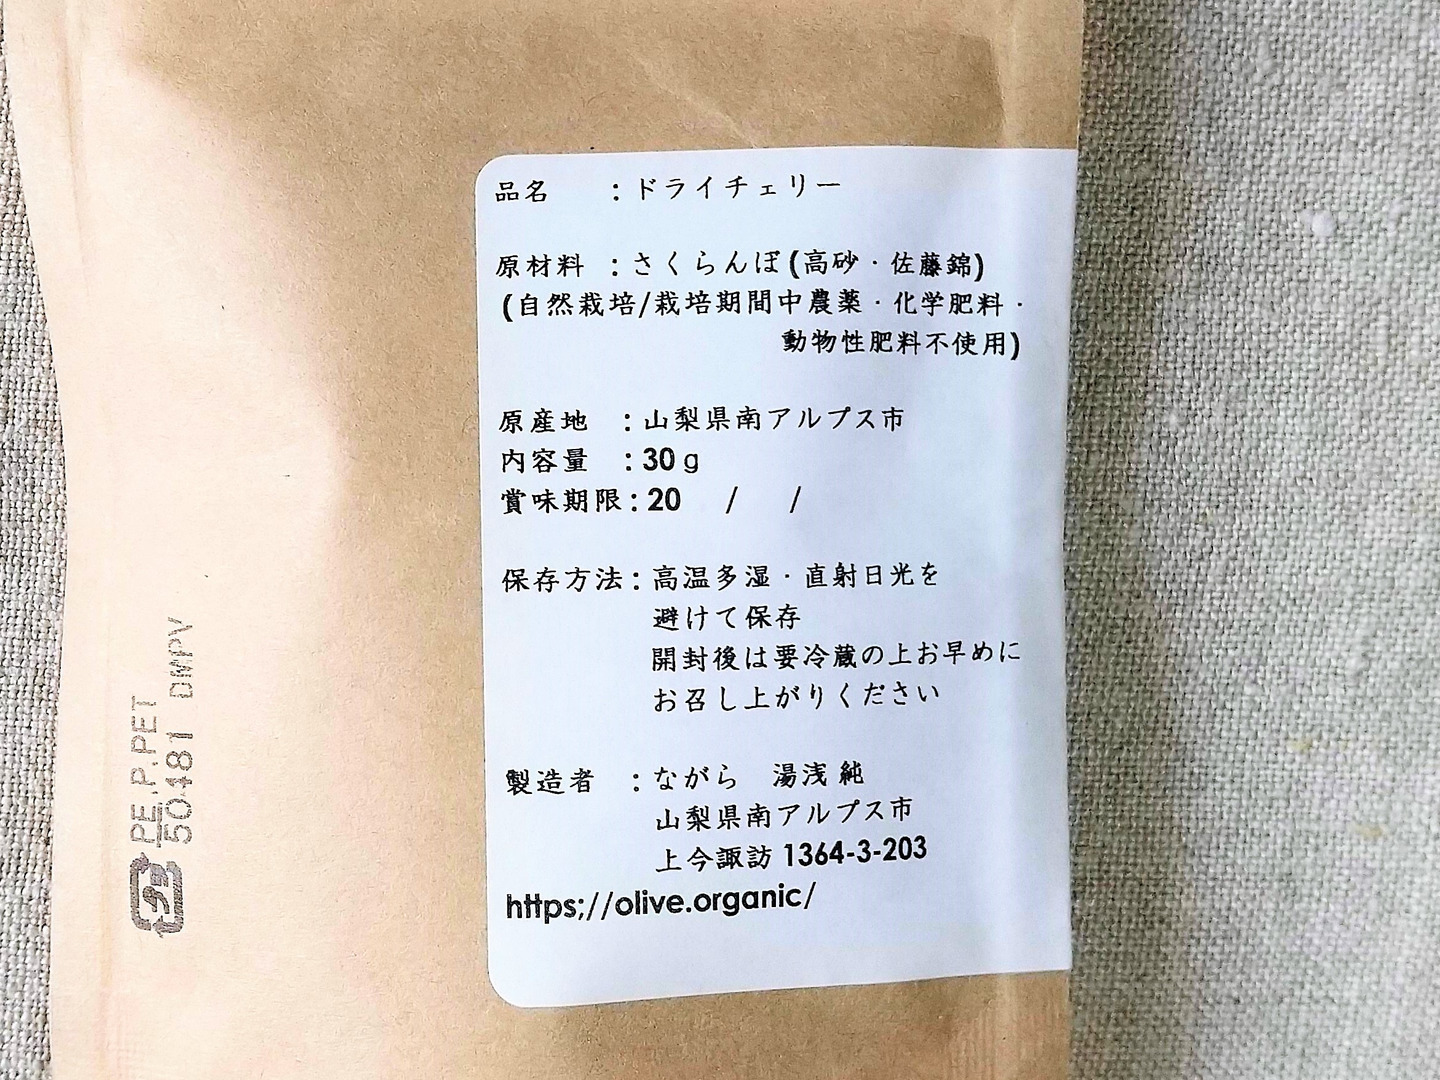 品名　　：ドライチェリー
原材料　：さくらんぼ(高砂・佐藤錦)
(自然栽培/栽培期間中農薬・化学肥料・
動物性肥料不使用)
原産地　：山梨県南アルプス市
内容量　：30g
賞味期限：20　/　/
保存方法：高温多湿・直射日光を
避けて保存
開封後は要冷蔵の上お早めに
お召し上がりください
製造者　：ながら　湯浅 純
山梨県南アルプス市
上今諏訪 1364-3-203
https;//olive.organic/
PE.P.PET
50481 DMPV